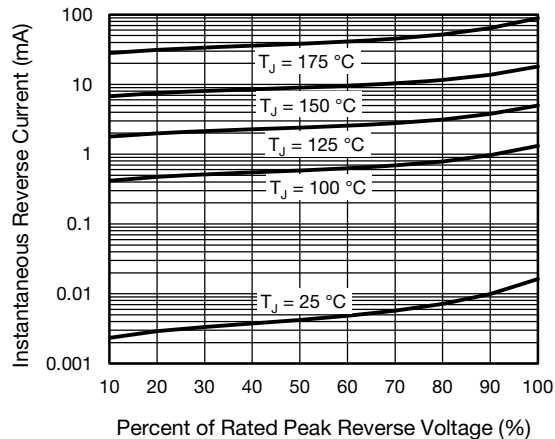 Instantaneous Reverse Current (mA)
100
10
1
0.1
0.01
0.001
T_J = 175 °C
T_J = 150 °C
T_J = 125 °C
T_J = 100 °C
T_J = 25 °C
10 20 30 40 50 60 70 80 90 100
Percent of Rated Peak Reverse Voltage (%)